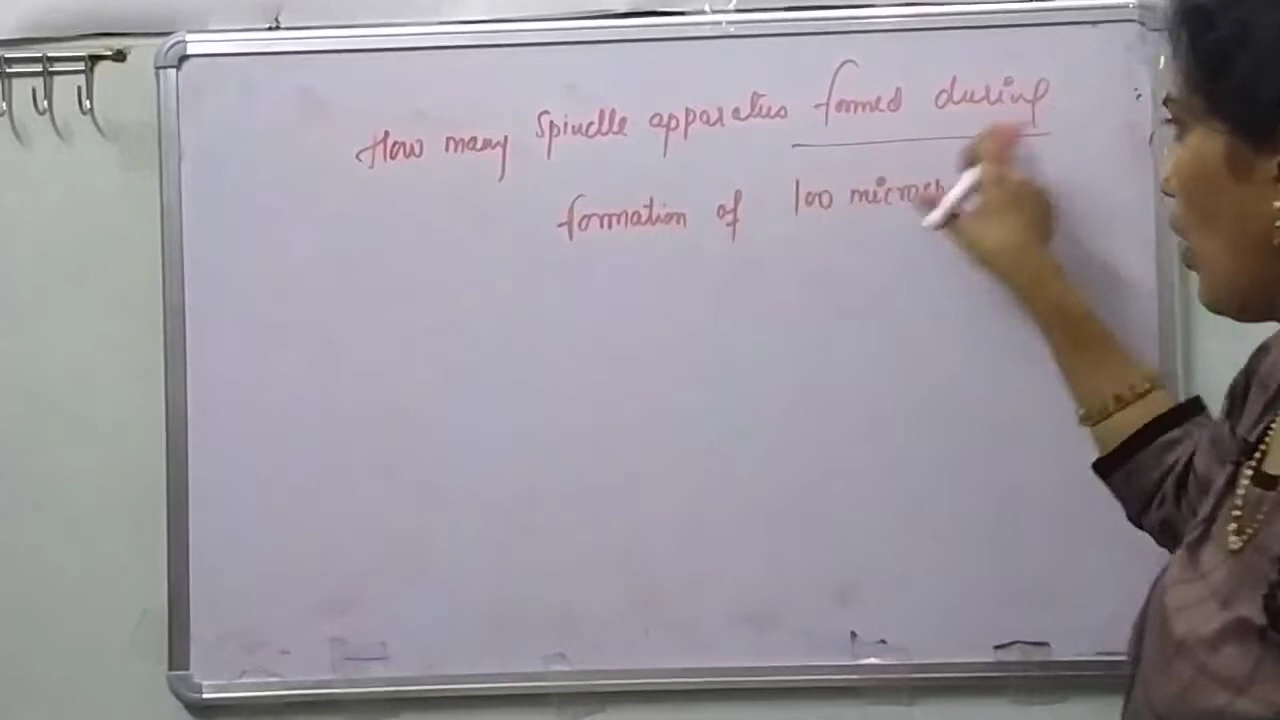 How many Spindle apparatus formed during
formation of 100